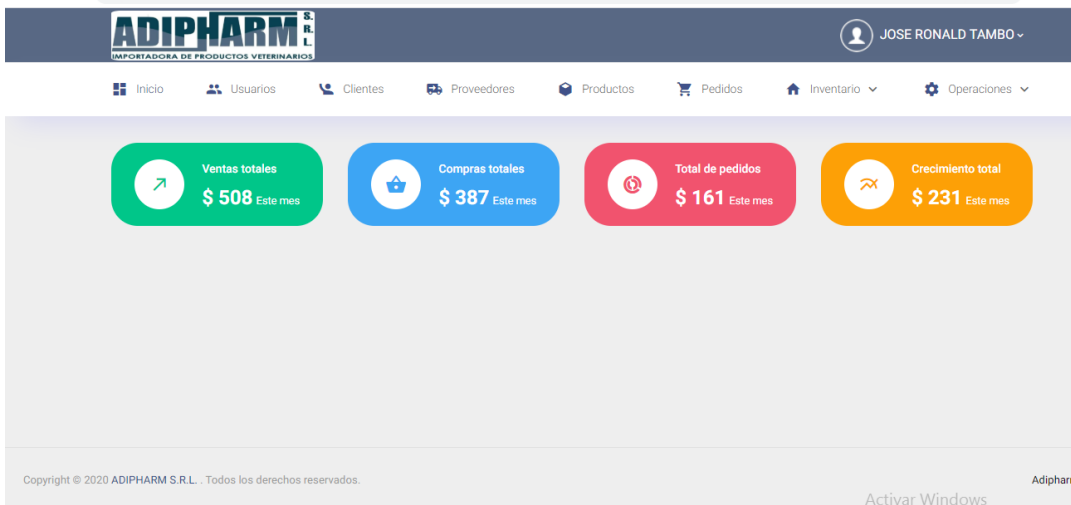 ADIPHARM S.R.L.
IMPORTADORA DE PRODUCTOS VETERINARIOS
JOSE RONALD TAMBO
Inicio Usuarios Clientes Proveedores Productos Pedidos Inventario Operaciones
Ventas totales
$ 508 Este mes
Compras totales
$ 387 Este mes
Total de pedidos
$ 161 Este mes
Crecimiento total
$ 231 Este mes
Copyright © 2020 ADIPHARM S.R.L. . Todos los derechos reservados.
Adipharm
Activar Windows